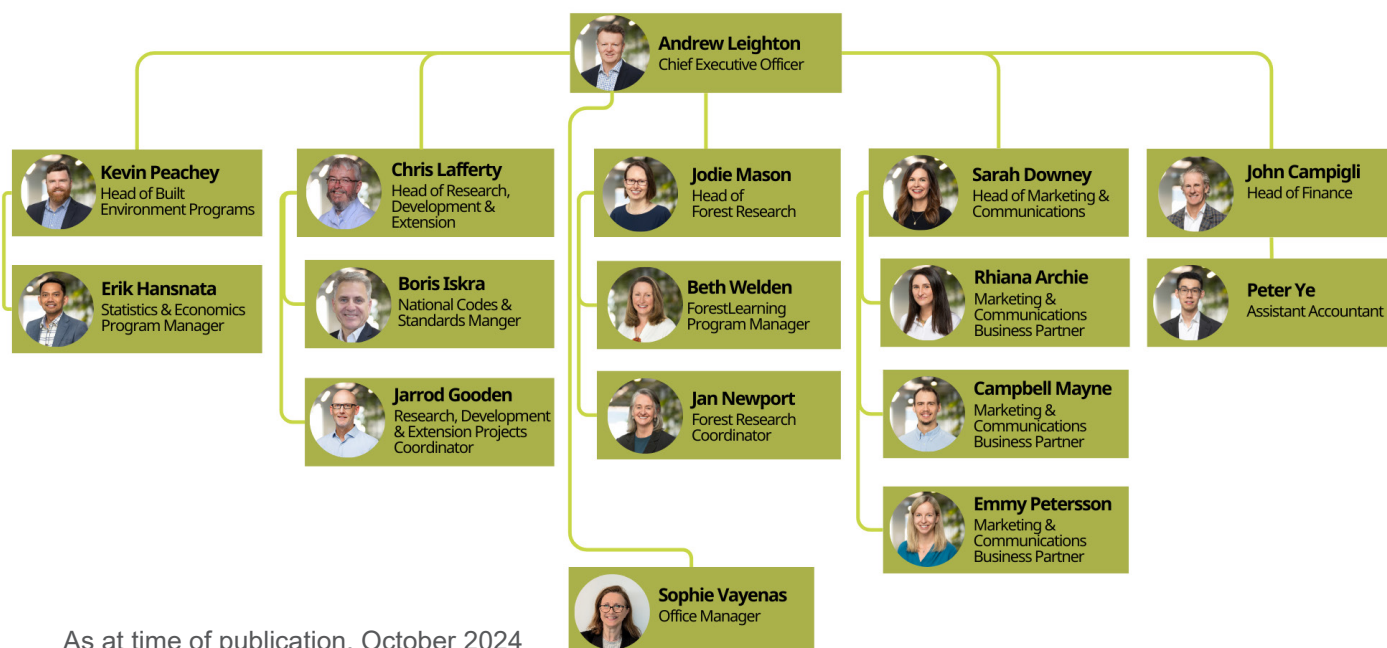 Andrew Leighton
Chief Executive Officer
Kevin Peachey
Head of Built
Environment Programs
Erik Hansnata
Statistics & Economics
Program Manager
Chris Lafferty
Head of Research,
Development &
Extension
Boris Iskra
National Codes &
Standards Manger
Jarrod Gooden
Research, Development
& Extension Projects
Coordinator
Jodie Mason
Head of
Forest Research
Beth Welden
ForestLearning
Program Manager
Jan Newport
Forest Research
Coordinator
Sarah Downey
Head of Marketing &
Communications
Rhiana Archie
Marketing &
Communications
Business Partner
Campbell Mayne
Marketing &
Communications
Business Partner
Emmy Petersson
Marketing &
Communications
Business Partner
John Campigli
Head of Finance
Peter Ye
Assistant Accountant
Sophie Vayenas
Office Manager
As at time of publication, October 2024